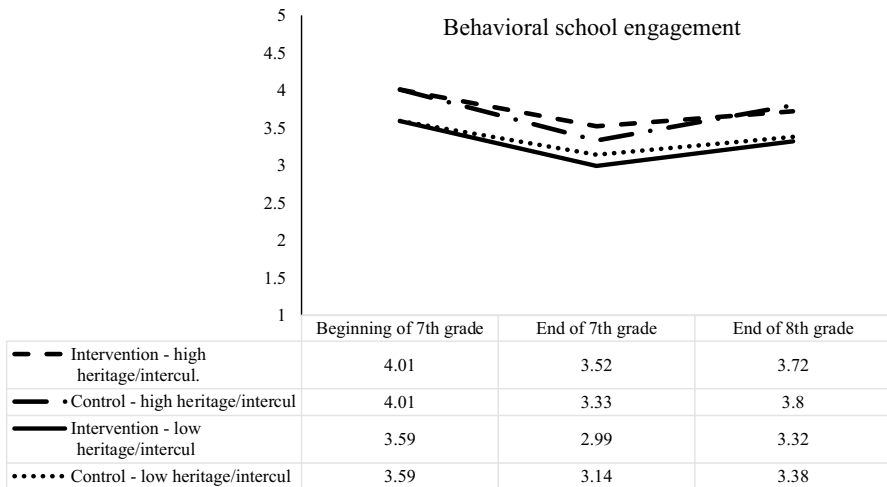 Behavioral school engagement
5
4.5
4
3.5
3
2.5
2
1.5
1
Beginning of 7th grade End of 7th grade End of 8th grade
Intervention - high
heritage/intercul. 4.01 3.52 3.72
Control - high heritage/intercul 4.01 3.33 3.8
Intervention - low
heritage/intercul 3.59 2.99 3.32
Control - low heritage/intercul 3.59 3.14 3.38